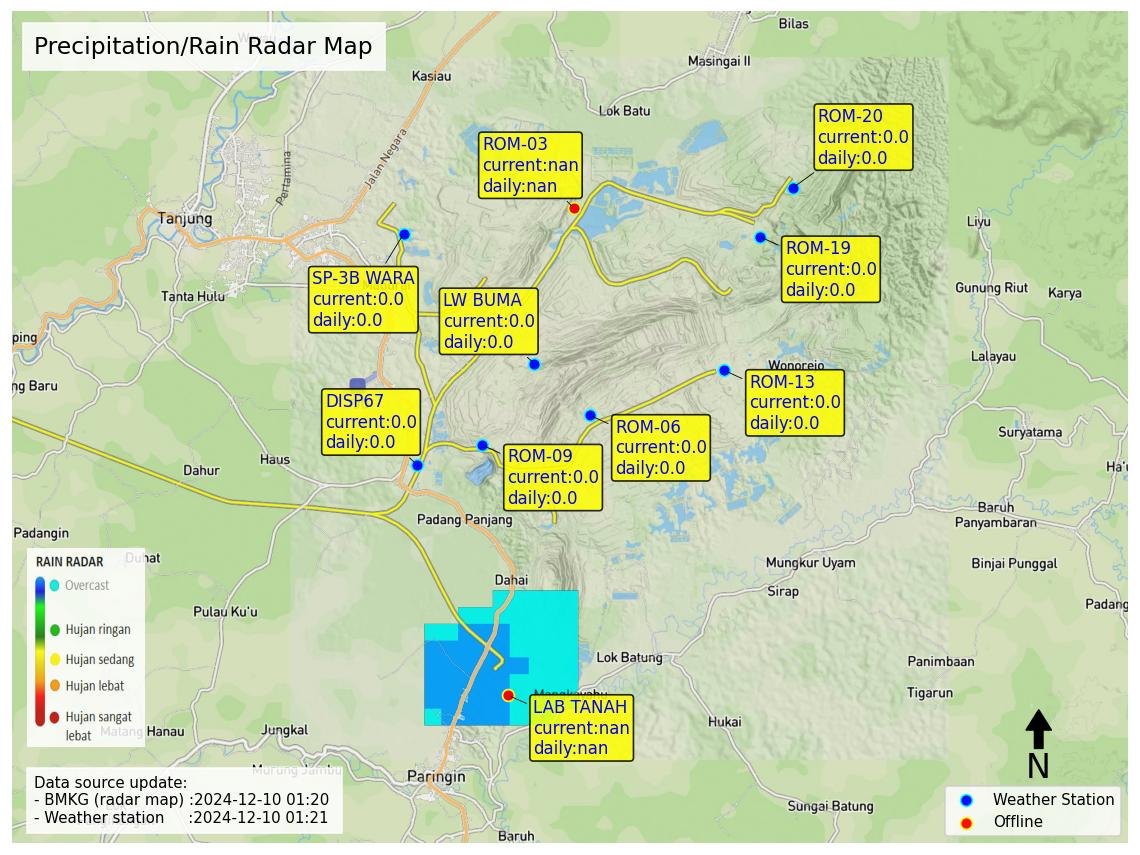 Precipitation/Rain Radar Map
Bilas
Masingai II
Kasiau
Lok Batu
Jalan Negara
Pertamina
Tanjung
ROM-03
current:nan
daily:nan
ROM-20
current:0.0
daily:0.0
Liyu
ROM-19
current:0.0
daily:0.0
SP-3B WARA
current:0.0
daily:0.0
LW BUMA
current:0.0
daily:0.0
Tanta Hulu
Gunung Riut
Karya
ping
Lalayau
ng Baru
Wonorejo
ROM-13
current:0.0
daily:0.0
DISP67
current:0.0
daily:0.0
ROM-06
current:0.0
daily:0.0
Suryatama
ROM-09
current:0.0
daily:0.0
Haus
Dahur
Ha'u
Baruh
Panyambaran
Padang Panjang
Padangin
Duhat
Mungkur Uyam
Binjai Punggal
Dahai
Sirap
Padang
Pulau Ku'u
RAIN RADAR
Overcast
Hujan ringan
Hujan sedang
Hujan lebat
Hujan sangat
lebat
Lok Batung
Panimbaan
Tigarun
Mangkayahu
LAB TANAH
current:nan
daily:nan
Hukai
Matang Hanau
Jungkal
Murung Jambu
Paringin
Sungai Batung
Baruh
Data source update:
- BMKG (radar map) :2024-12-10 01:20
- Weather station :2024-12-10 01:21
N
Weather Station
Offline